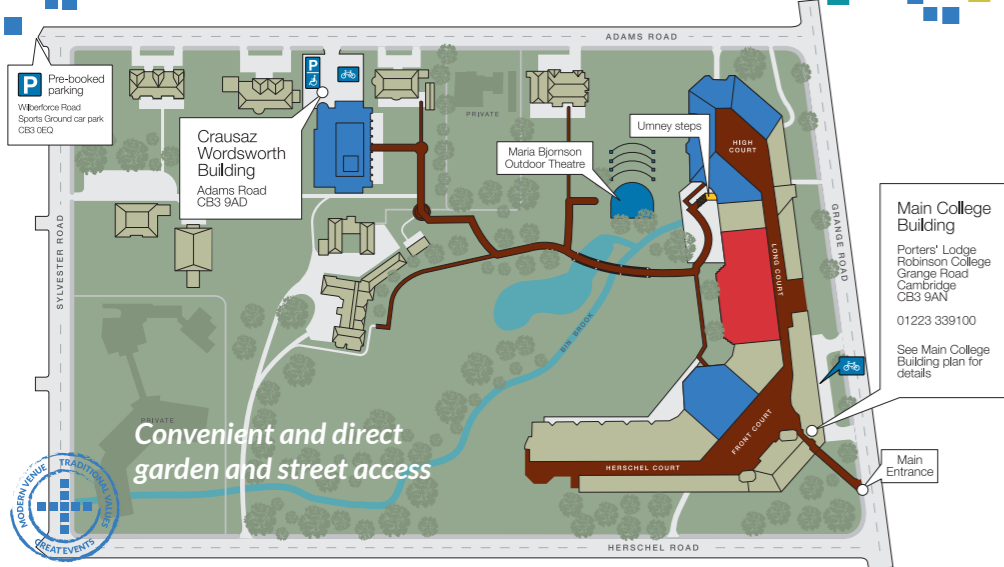 ADAMS ROAD
P Pre-booked
parking
Wilberforce Road
Sports Ground car park
CB3 0EQ
P
Crausaz
Wordsworth
Building
Adams Road
CB3 9AD
PRIVATE
Maria Bjornson
Outdoor Theatre
Umney steps
HIGH
COURT
LONG COURT
GRANGE ROAD
Main College
Building
Porters' Lodge
Robinson College
Grange Road
Cambridge
CB3 9AN
01223 339100
See Main College
Building plan for
details
SYLVESTER ROAD
BIN BROOK
PRIVATE
Convenient and direct
garden and street access
FRONT COURT
HERSCHEL COURT
Main
Entrance
MODERN VENUE
TRADITIONAL VALUES
GREAT EVENTS
HERSCHEL ROAD